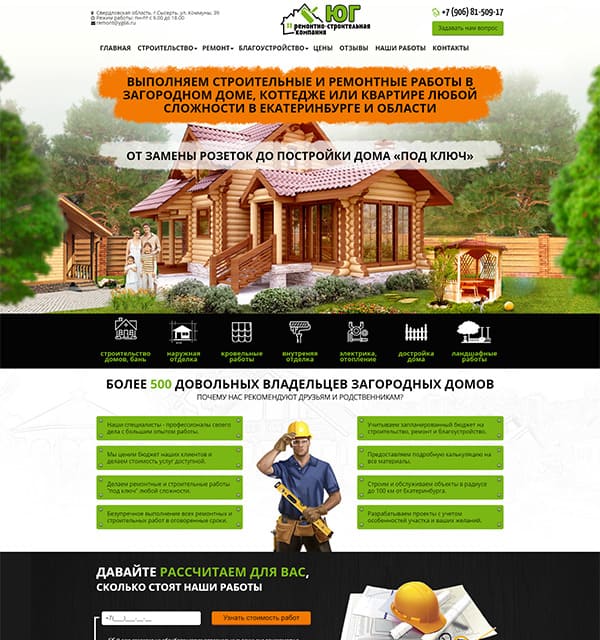 Свердловская область, г.Сысерть, ул. Коммуны, 39
Режим работы: пн-пт с 9.00 до 18.00
remont@yg66.ru
ЮГ
ремонтно-строительная
компания
+7 (906) 81-509-17
Задавать нам вопрос
ГЛАВНАЯ СТРОИТЕЛЬСТВО РЕМОНТ БЛАГОУСТРОЙСТВО ЦЕНЫ ОТЗЫВЫ НАШИ РАБОТЫ КОНТАКТЫ
ВЫПОЛНЯЕМ СТРОИТЕЛЬНЫЕ И РЕМОНТНЫЕ РАБОТЫ В
ЗАГОРОДНОМ ДОМЕ, КОТТЕДЖЕ ИЛИ КВАРТИРЕ ЛЮБОЙ
СЛОЖНОСТИ В ЕКАТЕРИНБУРГЕ И ОБЛАСТИ
ОТ ЗАМЕНЫ РОЗЕТОК ДО ПОСТРОЙКИ ДОМА «ПОД КЛЮЧ»
строительство
домов, бань
наружная
отделка
кровельные
работы
внутреняя
отделка
электрика,
отопление
достройка
дома
ландшафные
работы
БОЛЕЕ 500 ДОВОЛЬНЫХ ВЛАДЕЛЬЦЕВ ЗАГОРОДНЫХ ДОМОВ
ПОЧЕМУ НАС РЕКОМЕНДУЮТ ДРУЗЬЯМ И РОДСТВЕННИКАМ?
Наши специалисты - профессионалы своего
дела с большим опытом работы.
Мы ценим бюджет наших клиентов и
делаем стоимость услуг доступной.
Делаем ремонтные и строительные работы
"под ключ" любой сложности.
Безупречное выполнение всех ремонтных и
строительных работ в оговоренные сроки.
Учитываем запланированный бюджет на
строительство, ремонт и благоустройство.
Предоставляем подробную калькуляцию на
все материалы.
Строим и обслуживаем объекты в радиусе
до 100 км от Екатеринбурга.
Разрабатываем проекты с учетом
особенностей участка и ваших желаний.
ДАВАЙТЕ РАССЧИТАЕМ ДЛЯ ВАС,
СКОЛЬКО СТОЯТ НАШИ РАБОТЫ
+7(___)___-__-__
Узнать стоимость работ